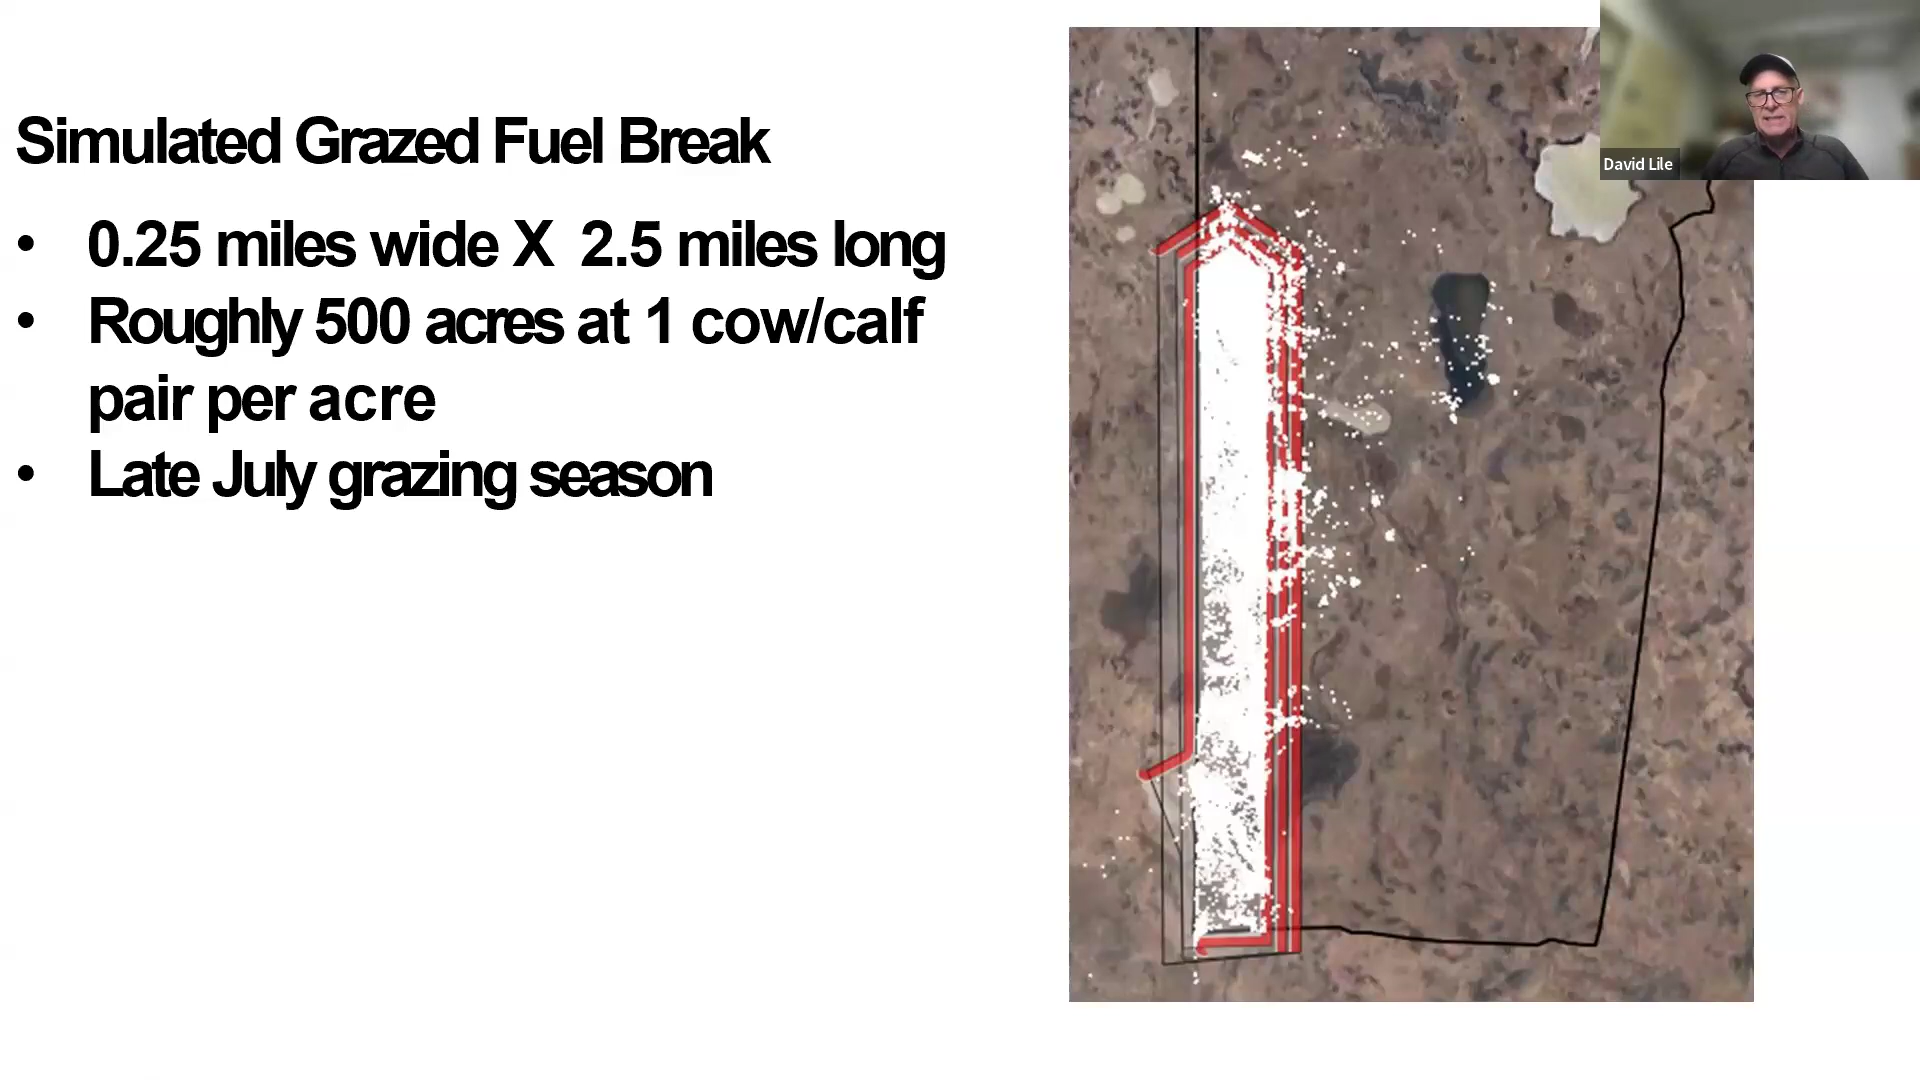 Simulated Grazed Fuel Break
• 0.25 miles wide X 2.5 miles long
• Roughly 500 acres at 1 cow/calf
pair per acre
• Late July grazing season
David Lile